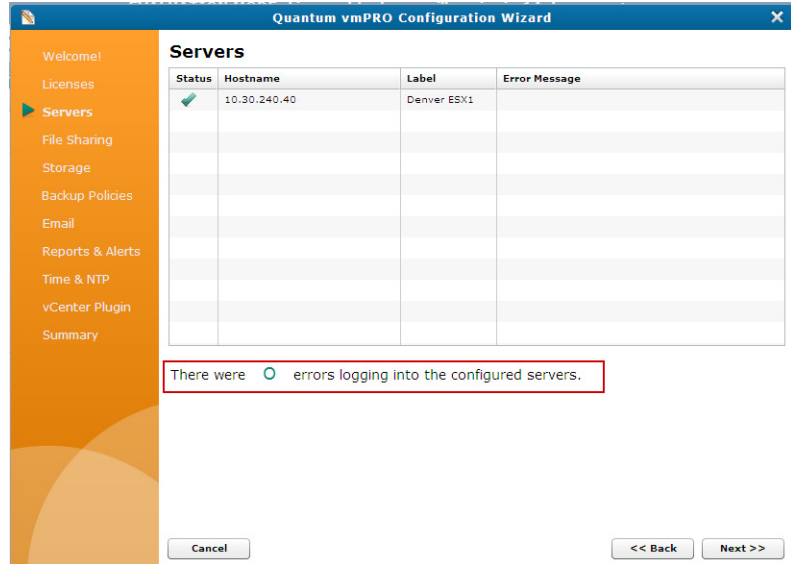 Quantum vmPRO Configuration Wizard
Welcome!
Licenses
Servers
File Sharing
Storage
Backup Policies
Email
Reports & Alerts
Time & NTP
vCenter Plugin
Summary
Servers
Status Hostname Label Error Message
10.30.240.40 Denver ESX1
There were 0 errors logging into the configured servers.
Cancel << Back Next >>